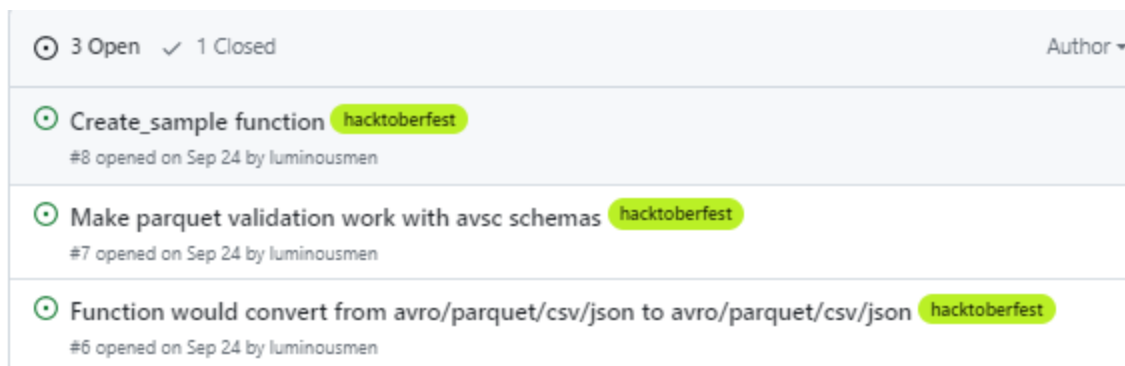 3 Open 1 Closed Author
Create_sample function hacktoberfest
#8 opened on Sep 24 by luminousmen
Make parquet validation work with avsc schemas hacktoberfest
#7 opened on Sep 24 by luminousmen
Function would convert from avro/parquet/csv/json to avro/parquet/csv/json hacktoberfest
#6 opened on Sep 24 by luminousmen